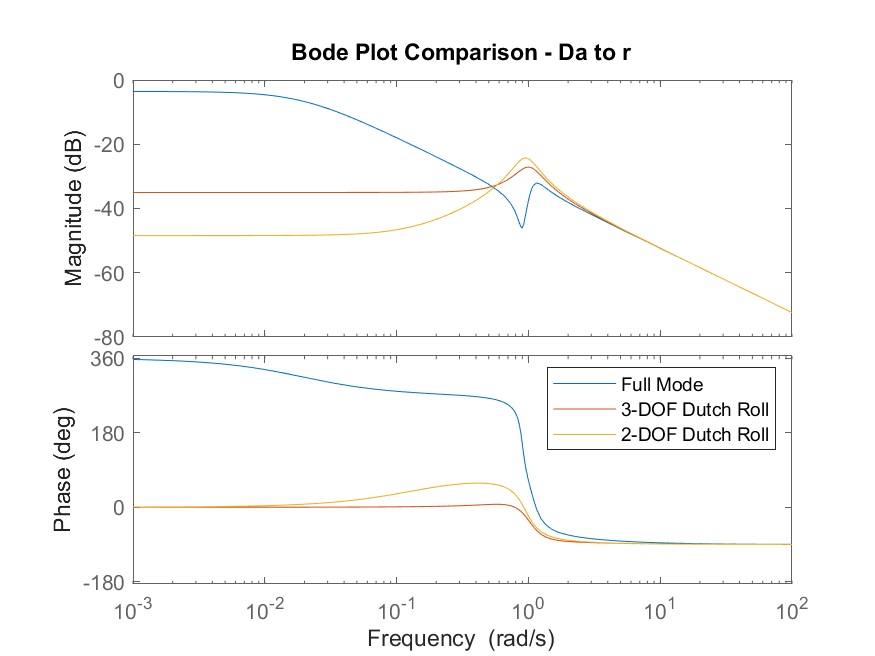 Bode Plot Comparison - Da to r
0
-20
-40
-60
-80
Magnitude (dB)
360
180
0
-180
Phase (deg)
Full Mode
3-DOF Dutch Roll
2-DOF Dutch Roll
10^-3 10^-2 10^-1 10^0 10^1 10^2
Frequency (rad/s)